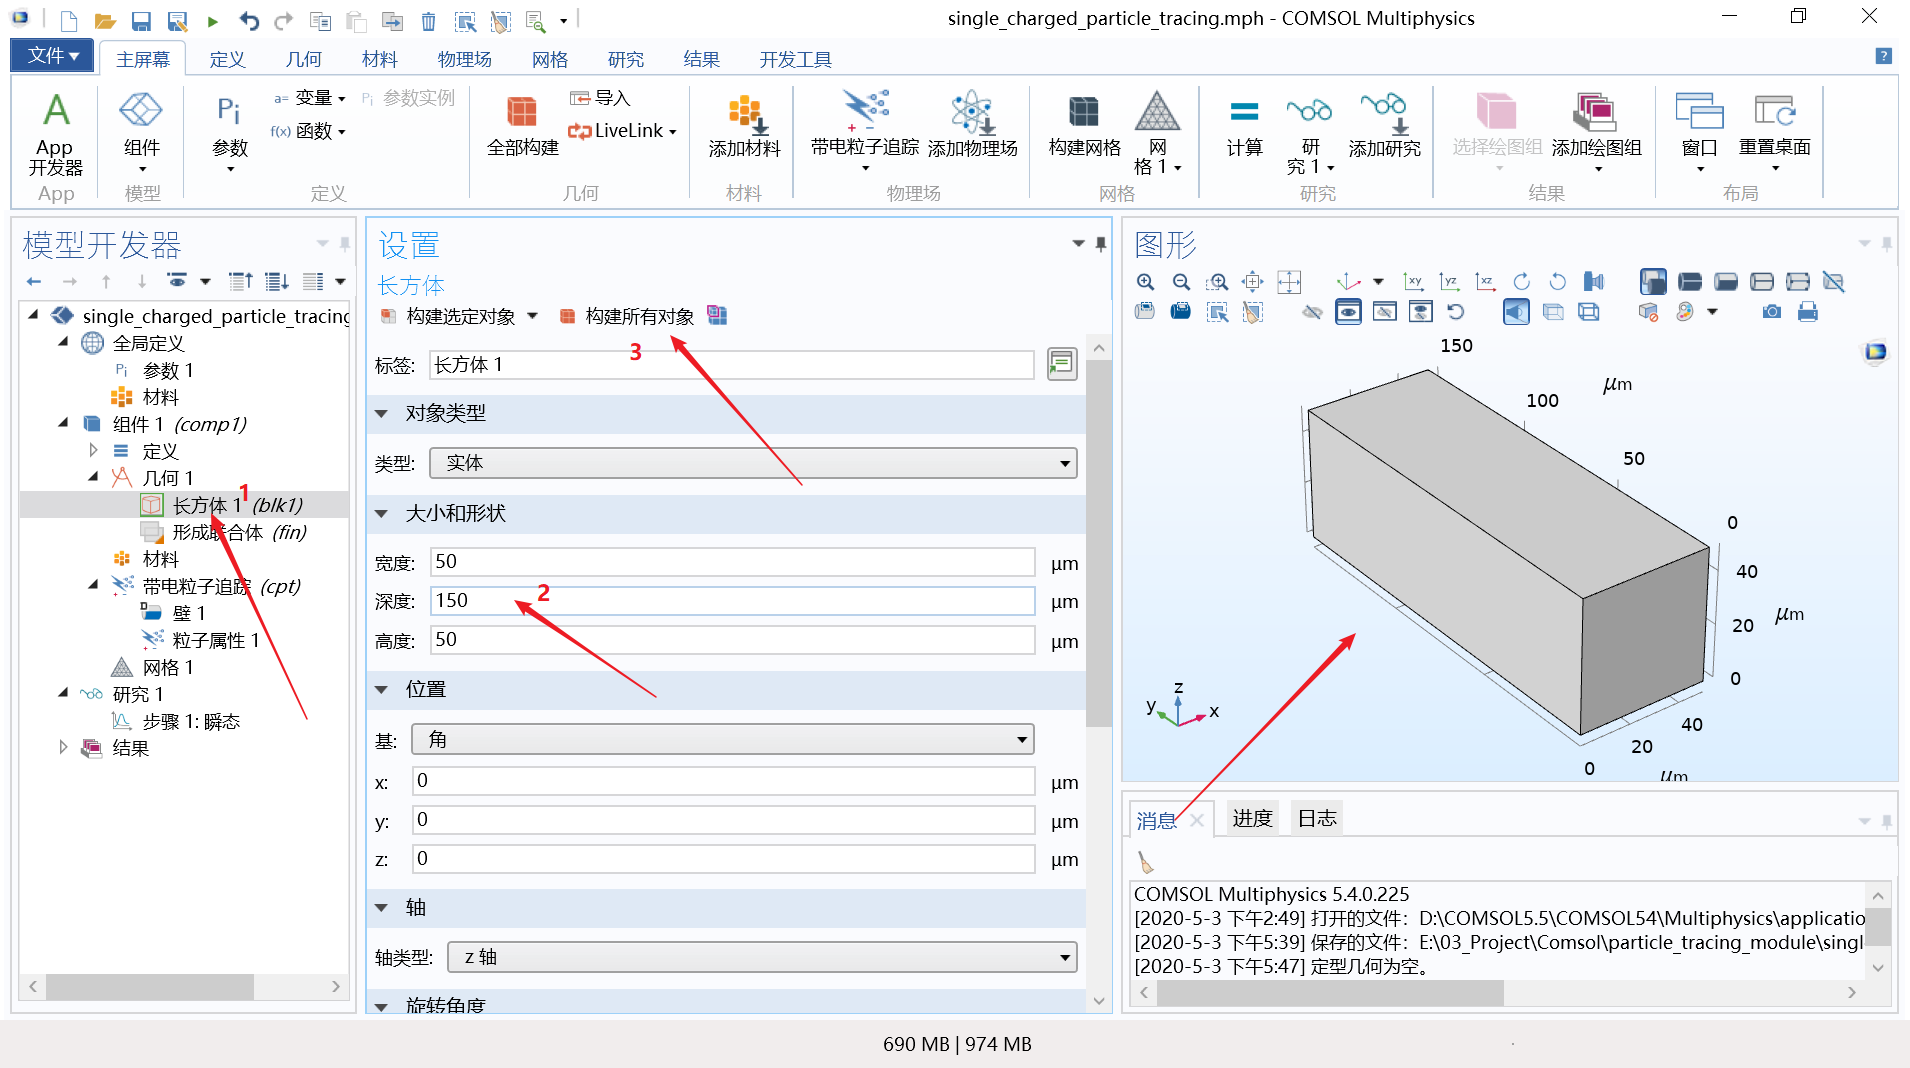 single_charged_particle_tracing.mph - COMSOL Multiphysics
文件 主屏幕 定义 几何 材料 物理场 网格 研究 结果 开发工具
App 开发器
组件
Pi 参数
a= 变量
f(x) 函数
Pi 参数实例
全部构建
导入
LiveLink
添加材料
带电粒子追踪
添加物理场
构建网格
网格 1
计算
研究 1
添加研究
选择绘图组
添加绘图组
窗口
重置桌面
App 模型 定义 几何 材料 物理场 网格 研究 结果 布局
模型开发器
single_charged_particle_tracing
全局定义
Pi 参数 1
材料
组件 1 (comp1)
定义
几何 1
长方体 1 (blk1)
1
形成联合体 (fin)
材料
带电粒子追踪 (cpt)
壁 1
粒子属性 1
网格 1
研究 1
步骤 1: 瞬态
结果
设置
长方体
构建选定对象 构建所有对象
3
标签: 长方体 1
对象类型
类型: 实体
大小和形状
宽度: 50 µm
深度: 150 µm
2
高度: 50 µm
位置
基: 角
x: 0 µm
y: 0 µm
z: 0 µm
轴
轴类型: z 轴
旋转角度
图形
xy yz xz
150
100
µm
50
0
40
20
µm
0
40
20
0
µm
z
y x
消息 进度 日志
COMSOL Multiphysics 5.4.0.225
[2020-5-3 下午2:49] 打开的文件：D:\COMSOL5.5\COMSOL54\Multiphysics\applicatio
[2020-5-3 下午5:39] 保存的文件：E:\03_Project\Comsol\particle_tracing_module\singl
[2020-5-3 下午5:47] 定型几何为空。
690 MB | 974 MB